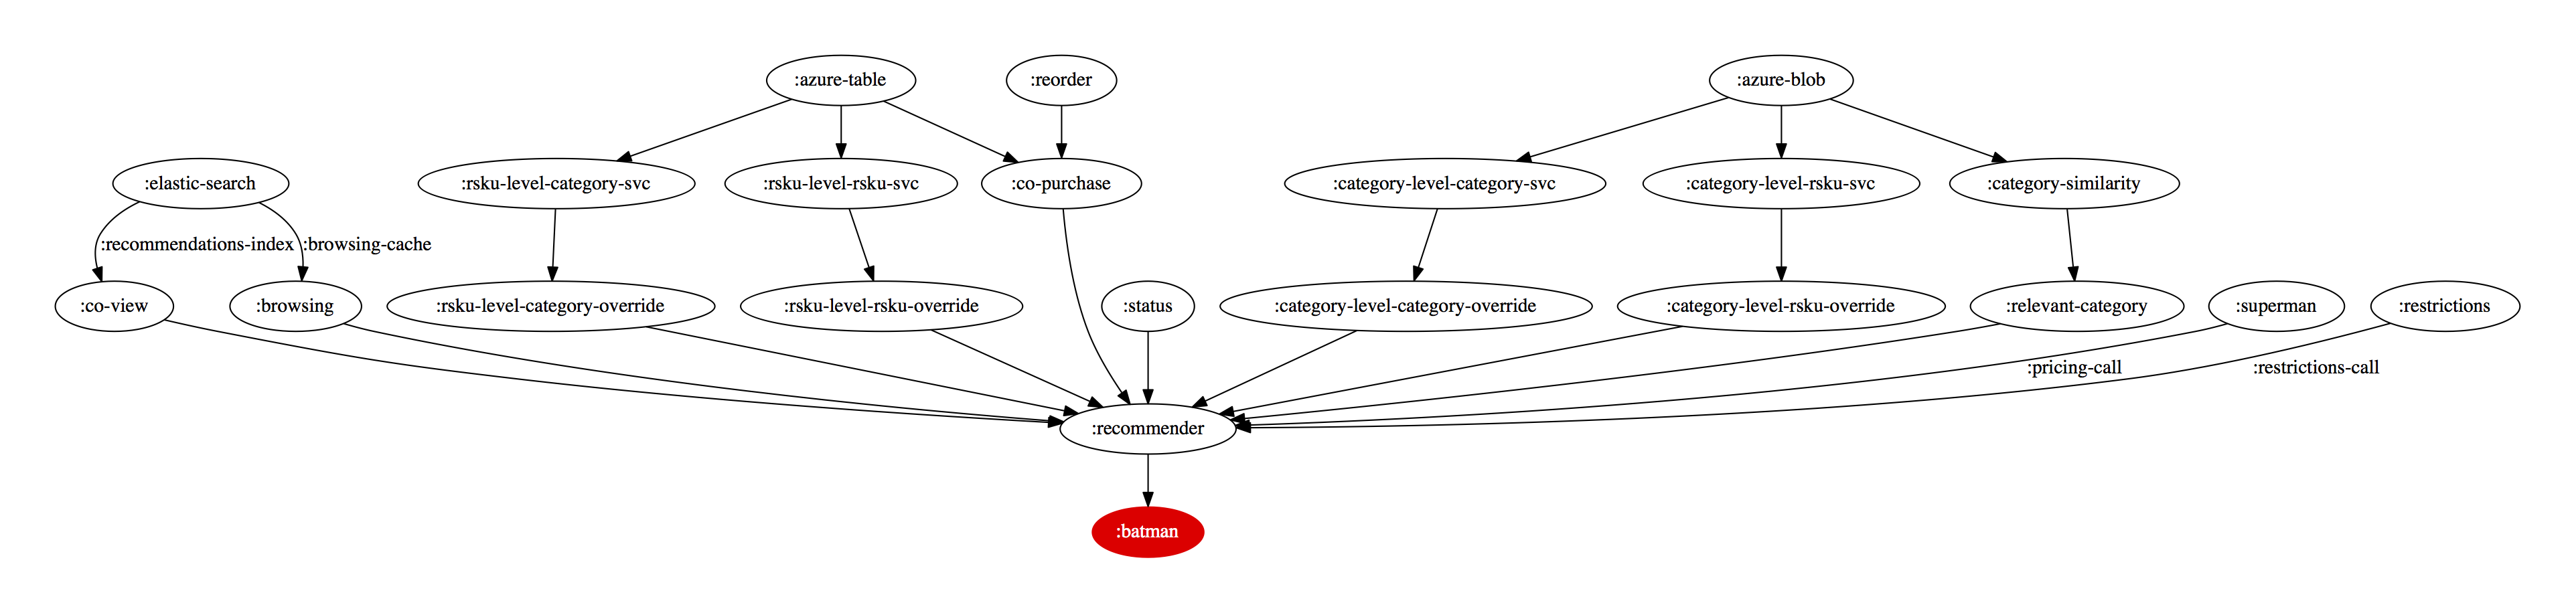 :azure-table
:reorder
:azure-blob
:elastic-search
:rsku-level-category-svc
:rsku-level-rsku-svc
:co-purchase
:category-level-category-svc
:category-level-rsku-svc
:category-similarity
:recommendations-index
:browsing-cache
:co-view
:browsing
:rsku-level-category-override
:rsku-level-rsku-override
:status
:category-level-category-override
:category-level-rsku-override
:relevant-category
:superman
:restrictions
:pricing-call
:restrictions-call
:recommender
:batman